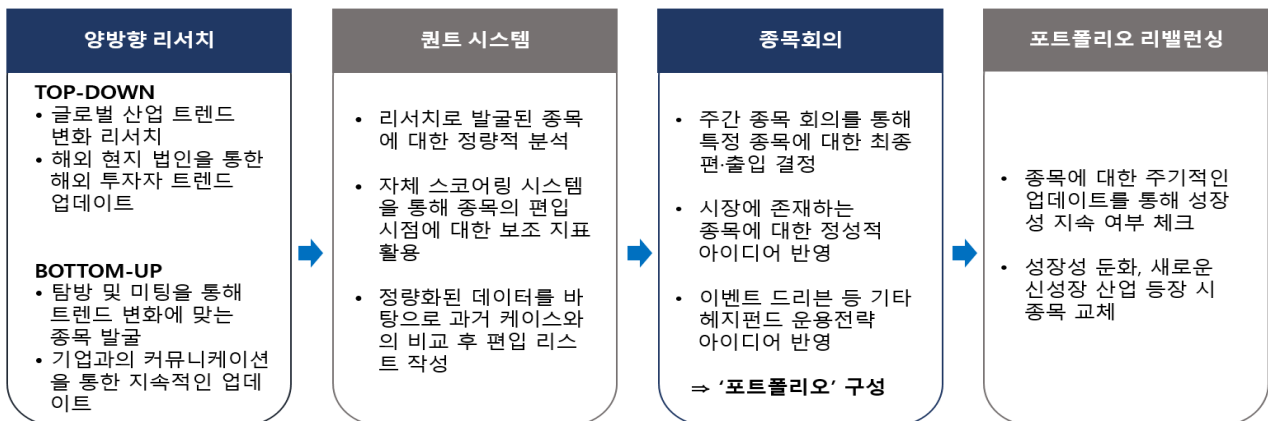 양방향 리서치
TOP-DOWN
• 글로벌 산업 트렌드
변화 리서치
• 해외 현지 법인을 통한
해외 투자자 트렌드
업데이트
BOTTOM-UP
• 탐방 및 미팅을 통해
트렌드 변화에 맞는
종목 발굴
• 기업과의 커뮤니케이션
을 통한 지속적인 업데
이트
퀀트 시스템
• 리서치로 발굴된 종목
에 대한 정량적 분석
• 자체 스코어링 시스템
을 통해 종목의 편입
시점에 대한 보조 지표
활용
• 정량화된 데이터를 바
탕으로 과거 케이스와
의 비교 후 편입 리스
트 작성
종목회의
• 주간 종목 회의를 통해
특정 종목에 대한 최종
편·출입 결정
• 시장에 존재하는
종목에 대한 정성적
아이디어 반영
• 이벤트 드리븐 등 기타
헤지펀드 운용전략
아이디어 반영
⇒ ‘포트폴리오’ 구성
포트폴리오 리밸런싱
• 종목에 대한 주기적인
업데이트를 통해 성장
성 지속 여부 체크
• 성장성 둔화, 새로운
신성장 산업 등장 시
종목 교체